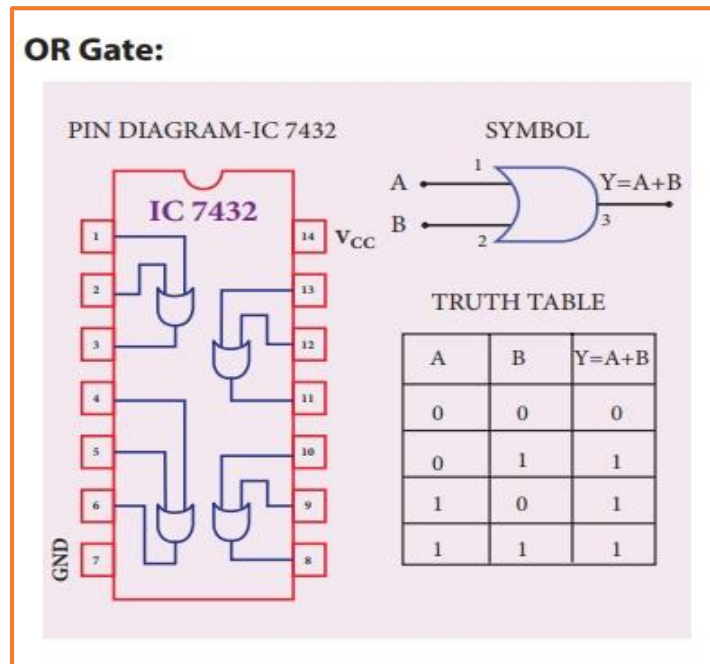 OR Gate:
PIN DIAGRAM-IC 7432
IC 7432
1
2
3
4
5
6
7
GND
14 VCC
13
12
11
10
9
8
SYMBOL
A 1
B 2
Y=A+B
3
TRUTH TABLE
A B Y=A+B
0 0 0
0 1 1
1 0 1
1 1 1